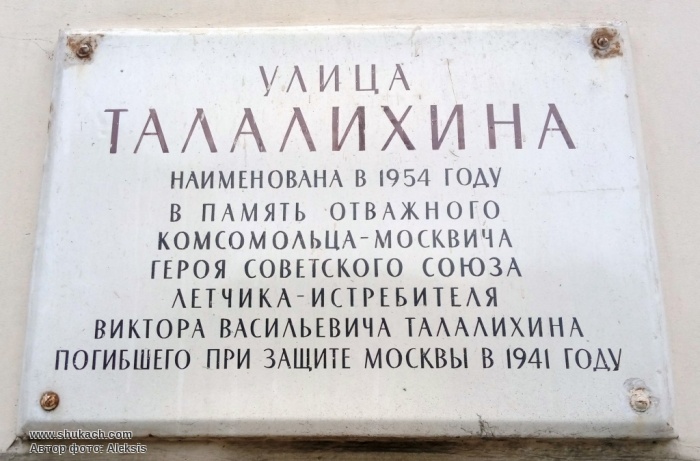 УЛИЦА
ТАЛАЛИХИНА
НАИМЕНОВАНА В 1954 ГОДУ
В ПАМЯТЬ ОТВАЖНОГО
КОМСОМОЛЬЦА-МОСКВИЧА
ГЕРОЯ СОВЕТСКОГО СОЮЗА
ЛЕТЧИКА-ИСТРЕБИТЕЛЯ
ВИКТОРА ВАСИЛЬЕВИЧА ТАЛАЛИХИНА
ПОГИБШЕГО ПРИ ЗАЩИТЕ МОСКВЫ В 1941 ГОДУ
www.shukach.com
Автор фото: Aleksis